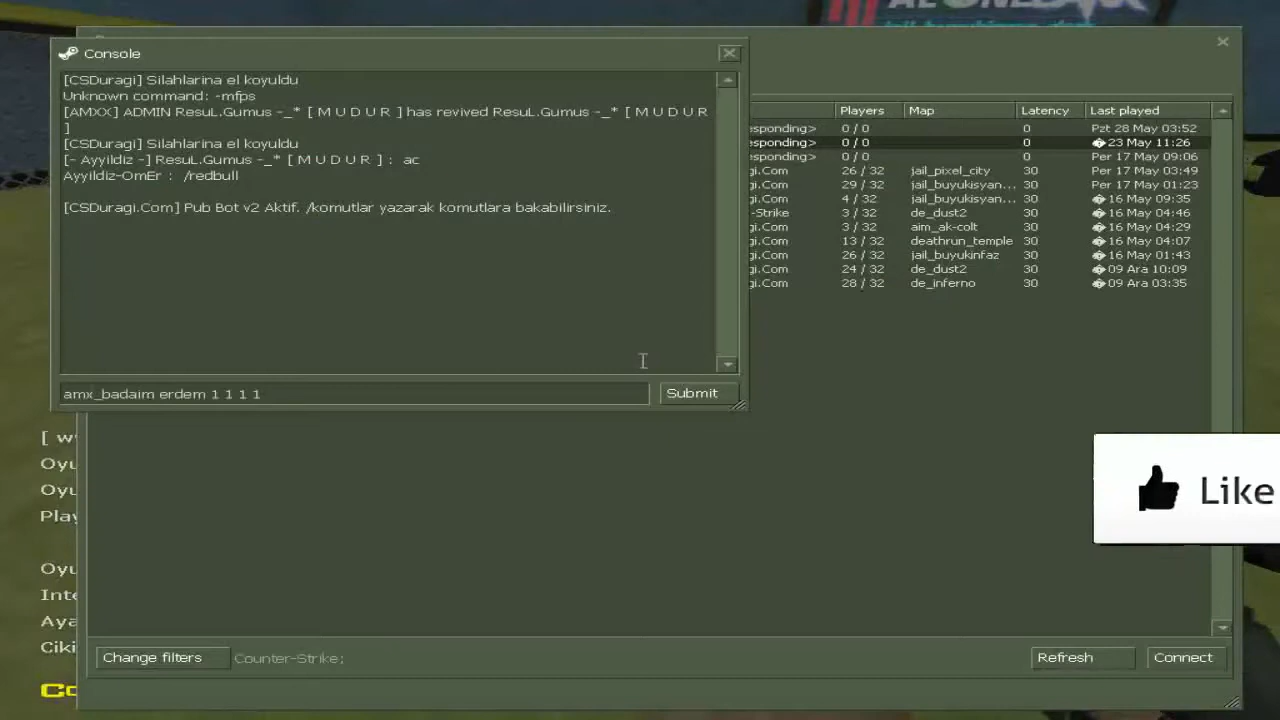 Console
[CSDuragi] Silahlarina el koyuldu
Unknown command: -mfps
[AMXX] ADMIN ResuL.Gumus -_* [ M U D U R ] has revived ResuL.Gumus -_* [ M U D U R
]
[CSDuragi] Silahlarina el koyuldu
[- Ayyildiz -] ResuL.Gumus -_* [ M U D U R ] : ac
Ayyildiz-OmEr : /redbull
[CSDuragi.Com] Pub Bot v2 Aktif. /komutlar yazarak komutlara bakabilirsiniz.
amx_badaim erdem 1 1 1 1
Submit
Players Map Latency Last played
esponding> 0 / 0 0 Pzt 28 May 03:52
esponding> 0 / 0 0 �23 May 11:26
esponding> 0 / 0 0 Per 17 May 09:06
gi.Com 26 / 32 jail_pixel_city 30 Per 17 May 03:49
gi.Com 29 / 32 jail_buyukisyan... 30 Per 17 May 01:23
gi.Com 4 / 32 jail_buyukisyan... 30 �16 May 09:35
-Strike 3 / 32 de_dust2 30 �16 May 04:46
gi.Com 3 / 32 aim_ak-colt 30 �16 May 04:29
gi.Com 13 / 32 deathrun_temple 30 �16 May 04:07
gi.Com 26 / 32 jail_buyukinfaz 30 �16 May 01:43
gi.Com 24 / 32 de_dust2 30 �09 Ara 10:09
gi.Com 28 / 32 de_inferno 30 �09 Ara 03:35
[ w
Oyu
Oyu
Play
Oyu
Inte
Aya
Ciki
Co
Like
Change filters Counter-Strike;
Refresh Connect